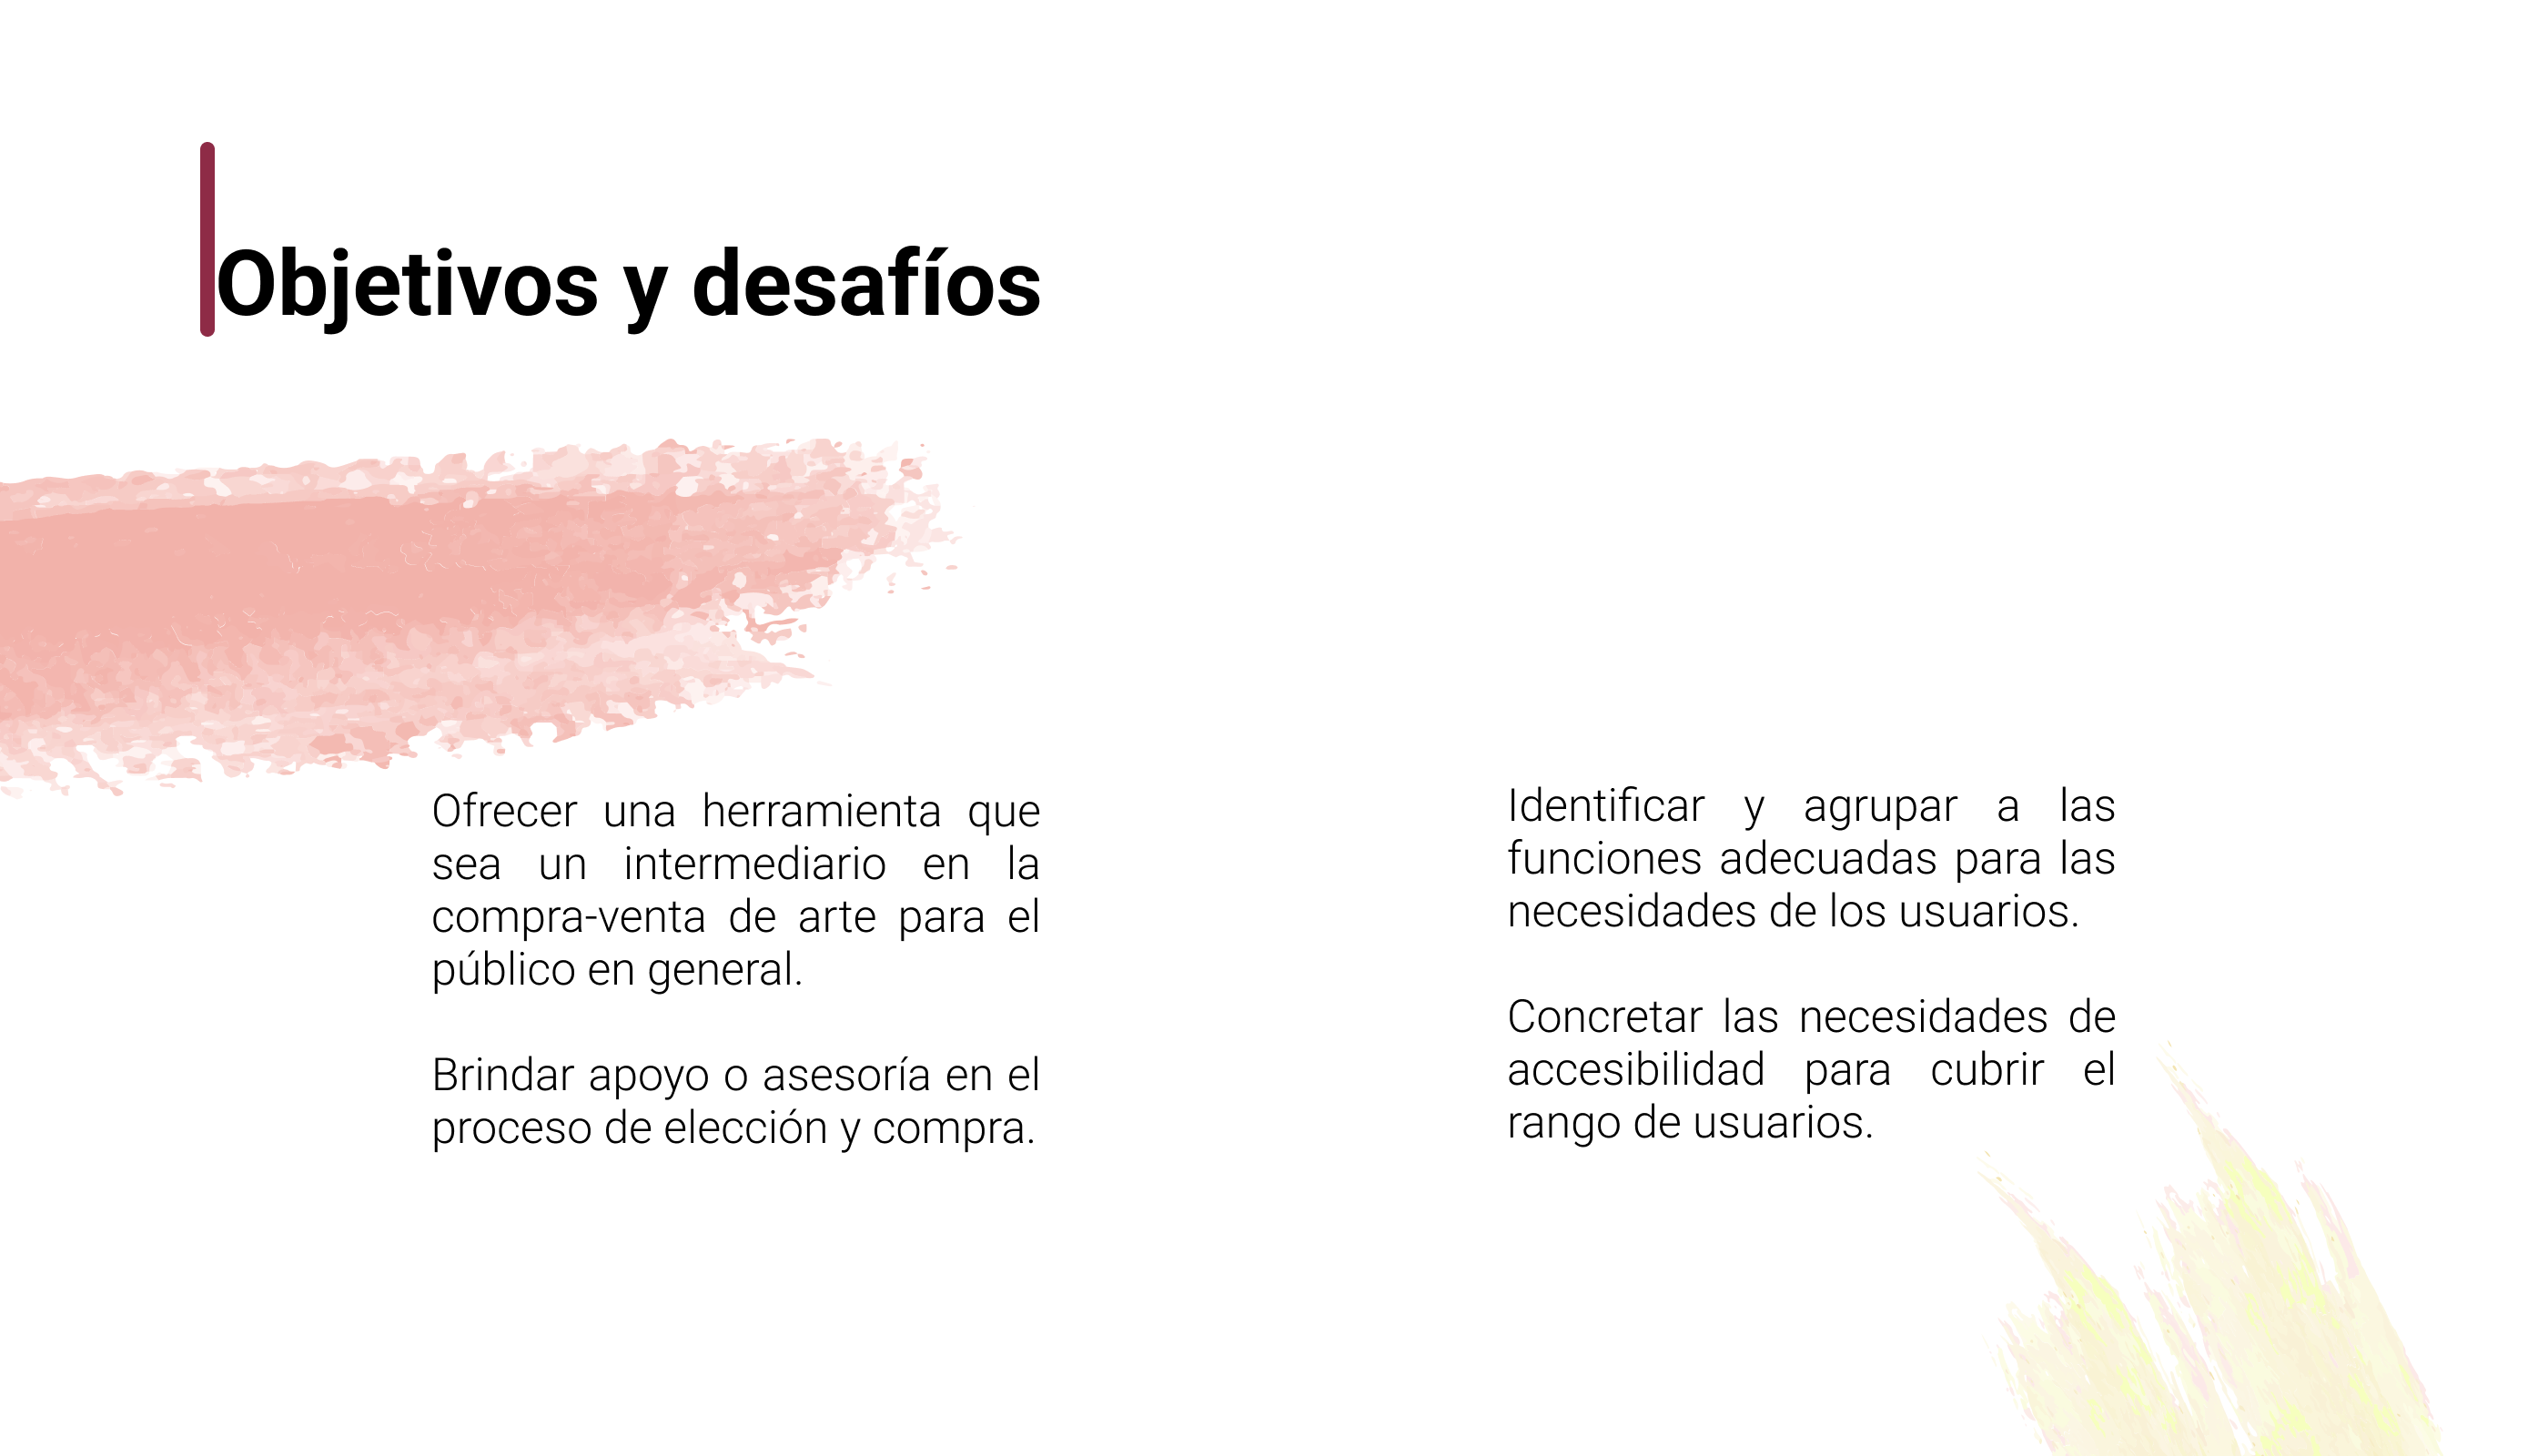 Objetivos y desafíos
Ofrecer una herramienta que
sea un intermediario en la
compra-venta de arte para el
público en general.
Brindar apoyo o asesoría en el
proceso de elección y compra.
Identificar y agrupar a las
funciones adecuadas para las
necesidades de los usuarios.
Concretar las necesidades de
accesibilidad para cubrir el
rango de usuarios.